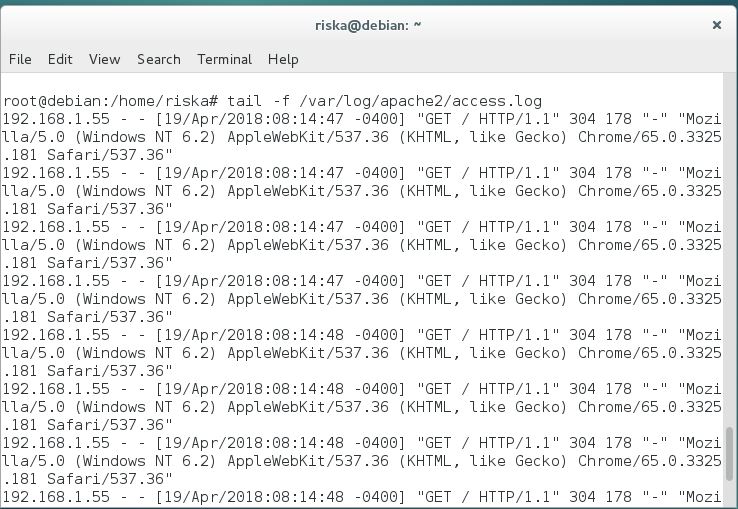 riska@debian: ~
×
File Edit View Search Terminal Help
root@debian:/home/riska# tail -f /var/log/apache2/access.log
192.168.1.55 - - [19/Apr/2018:08:14:47 -0400] "GET / HTTP/1.1" 304 178 "-" "Mozi
lla/5.0 (Windows NT 6.2) AppleWebKit/537.36 (KHTML, like Gecko) Chrome/65.0.3325
.181 Safari/537.36"
192.168.1.55 - - [19/Apr/2018:08:14:47 -0400] "GET / HTTP/1.1" 304 178 "-" "Mozi
lla/5.0 (Windows NT 6.2) AppleWebKit/537.36 (KHTML, like Gecko) Chrome/65.0.3325
.181 Safari/537.36"
192.168.1.55 - - [19/Apr/2018:08:14:47 -0400] "GET / HTTP/1.1" 304 178 "-" "Mozi
lla/5.0 (Windows NT 6.2) AppleWebKit/537.36 (KHTML, like Gecko) Chrome/65.0.3325
.181 Safari/537.36"
192.168.1.55 - - [19/Apr/2018:08:14:47 -0400] "GET / HTTP/1.1" 304 178 "-" "Mozi
lla/5.0 (Windows NT 6.2) AppleWebKit/537.36 (KHTML, like Gecko) Chrome/65.0.3325
.181 Safari/537.36"
192.168.1.55 - - [19/Apr/2018:08:14:48 -0400] "GET / HTTP/1.1" 304 178 "-" "Mozi
lla/5.0 (Windows NT 6.2) AppleWebKit/537.36 (KHTML, like Gecko) Chrome/65.0.3325
.181 Safari/537.36"
192.168.1.55 - - [19/Apr/2018:08:14:48 -0400] "GET / HTTP/1.1" 304 178 "-" "Mozi
lla/5.0 (Windows NT 6.2) AppleWebKit/537.36 (KHTML, like Gecko) Chrome/65.0.3325
.181 Safari/537.36"
192.168.1.55 - - [19/Apr/2018:08:14:48 -0400] "GET / HTTP/1.1" 304 178 "-" "Mozi
lla/5.0 (Windows NT 6.2) AppleWebKit/537.36 (KHTML, like Gecko) Chrome/65.0.3325
.181 Safari/537.36"
192.168.1.55 - - [19/Apr/2018:08:14:48 -0400] "GET / HTTP/1.1" 304 178 "-" "Mozi